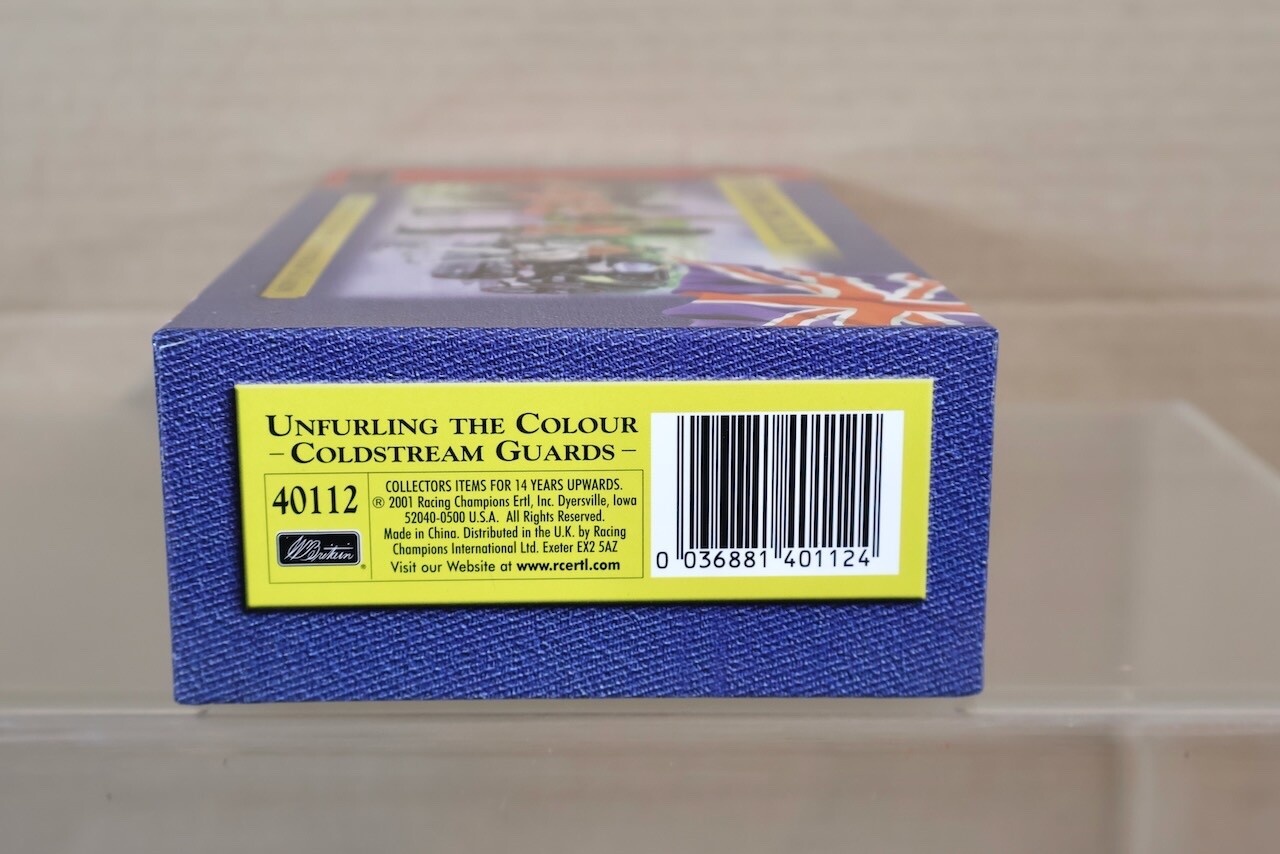 UNFURLING THE COLOUR
– COLDSTREAM GUARDS –
40112
WBritain
COLLECTORS ITEMS FOR 14 YEARS UPWARDS.
® 2001 Racing Champions Ertl, Inc. Dyersville, Iowa
52040-0500 U.S.A. All Rights Reserved.
Made in China. Distributed in the U.K. by Racing
Champions International Ltd. Exeter EX2 5AZ
Visit our Website at www.rcertl.com
0 036881 401124